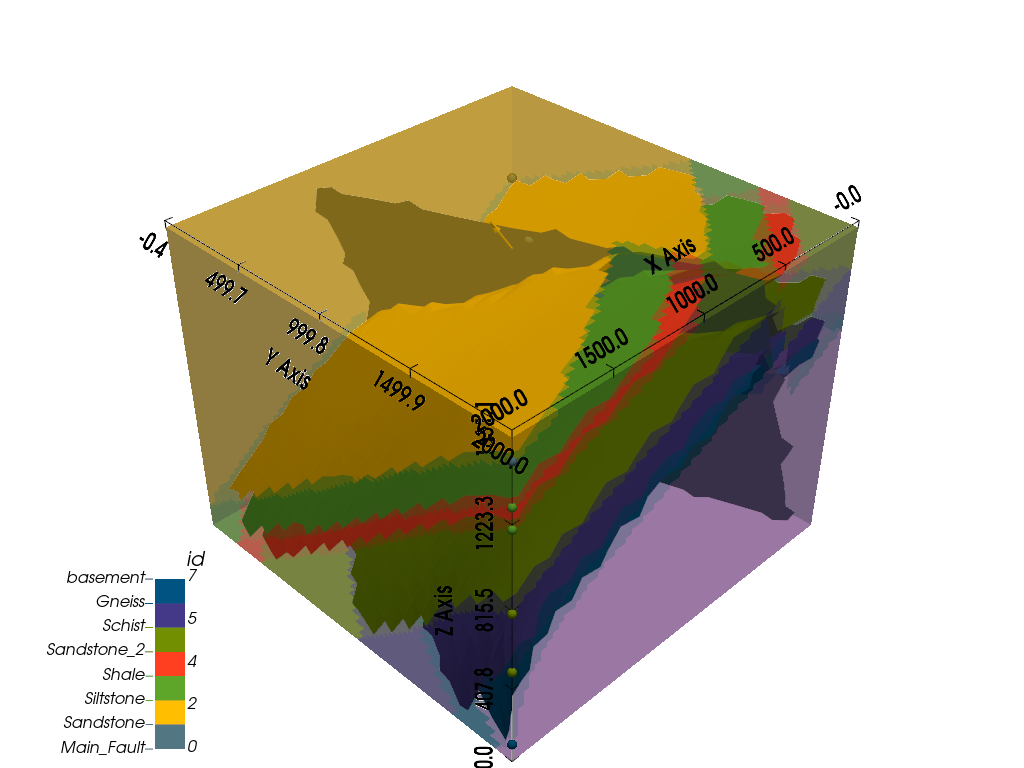 -0.0
-0.4
500.0
X Axis
499.7
1000.0
999.8
Y Axis
1500.0
1499.9
2000.0
2000.0
1223.3
815.5
Z Axis
407.8
0.0
id
basement
7
Gneiss
Schist
5
Sandstone_2
4
Shale
Siltstone
2
Sandstone
Main_Fault
0